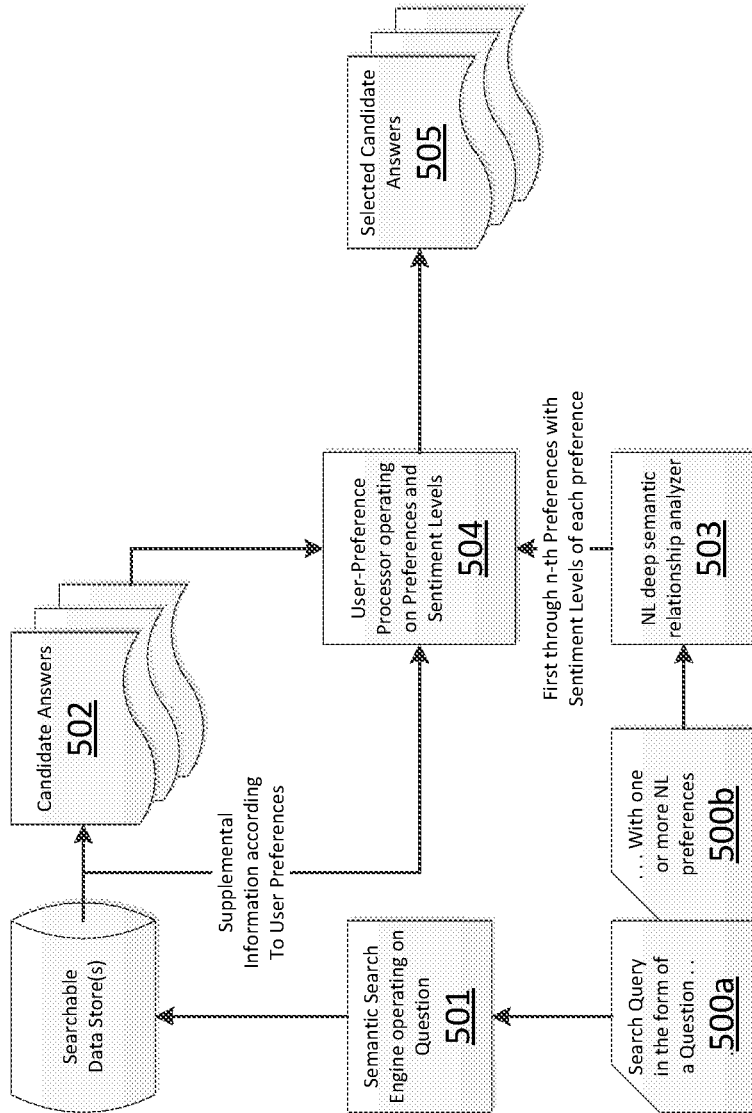 Searchable
Data Store(s)
Candidate Answers
502
Supplemental
Information according
To User Preferences
Semantic Search
Engine operating on
Question
501
User-Preference
Processor operating
on Preferences and
Sentiment Levels
504
Selected Candidate
Answers
505
First through n-th Preferences with
Sentiment Levels of each preference
Search Query
in the form of
a Question . .
500a
. . . With one
or more NL
preferences
500b
NL deep semantic
relationship analyzer
503